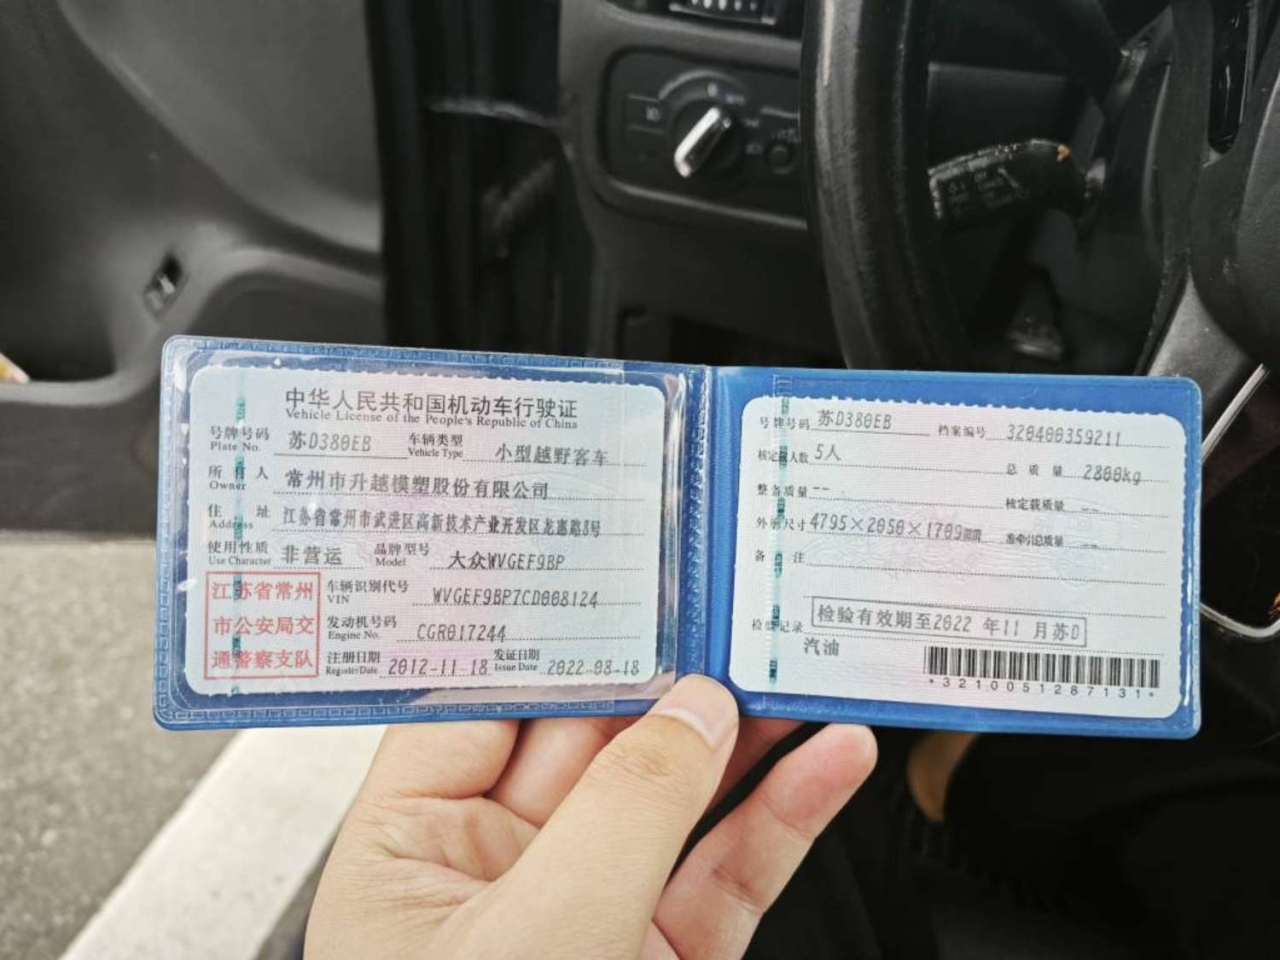 中华人民共和国机动车行驶证
Vehicle License of the People's Republic of China
号牌号码 苏D380EB 车辆类型 小型越野客车
Plate No. Vehicle Type
所有人 常州市升越模塑股份有限公司
Owner
住址 江苏省常州市武进区高新技术产业开发区龙惠路8号
Address
使用性质 非营运 品牌型号 大众WVGEF9BP
Use Character Model
江苏省常州
市公安局交
通警察支队
车辆识别代号 WVGEF9BP7CD008124
VIN
发动机号码 CGR017244
Engine No.
注册日期 2012-11-18 发证日期 2022-08-18
Register Date Issue Date
号牌号码 苏D380EB 档案编号 320400359211
核定载人数 5人 总质量 2800kg
整备质量 -- 核定载质量 --
外廓尺寸 4795×2050×1709mm 准牵引总质量 --
备注
检验记录 检验有效期至2022年11月苏D
汽油
*3210051287131*